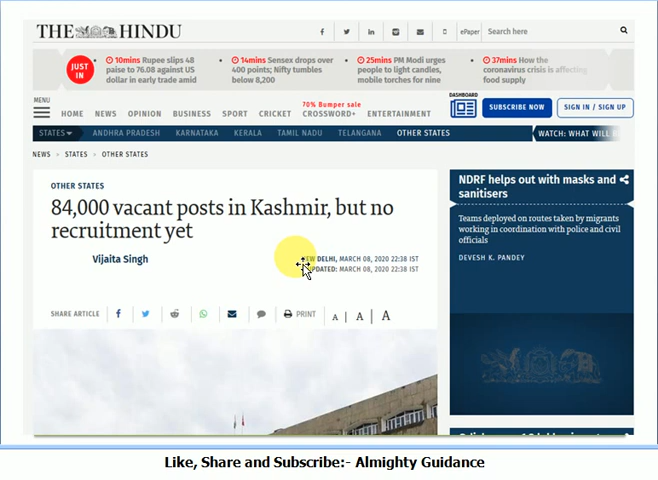 THE HINDU
f
in
ePaper
Search here
JUST IN
10mins Rupee slips 48
paise to 76.08 against US
dollar in early trade amid
14mins Sensex drops over
400 points; Nifty tumbles
below 8,200
25mins PM Modi urges
people to light candles,
mobile torches for nine
37mins How the
coronavirus crisis is affecting
food supply
MENU
HOME
NEWS
OPINION
BUSINESS
SPORT
CRICKET
70% Bumper sale
CROSSWORD+
ENTERTAINMENT
DASHBOARD
SUBSCRIBE NOW
SIGN IN / SIGN UP
STATES
ANDHRA PRADESH
KARNATAKA
KERALA
TAMIL NADU
TELANGANA
OTHER STATES
WATCH: WHAT WILL
NEWS > STATES > OTHER STATES
OTHER STATES
84,000 vacant posts in Kashmir, but no
recruitment yet
Vijaita Singh
NEW DELHI, MARCH 08, 2020 22:38 IST
UPDATED: MARCH 08, 2020 22:38 IST
SHARE ARTICLE
f
PRINT
A | A | A
NDRF helps out with masks and
sanitisers
Teams deployed on routes taken by migrants
working in coordination with police and civil
officials
DEVESH K. PANDEY
Like, Share and Subscribe:- Almighty Guidance